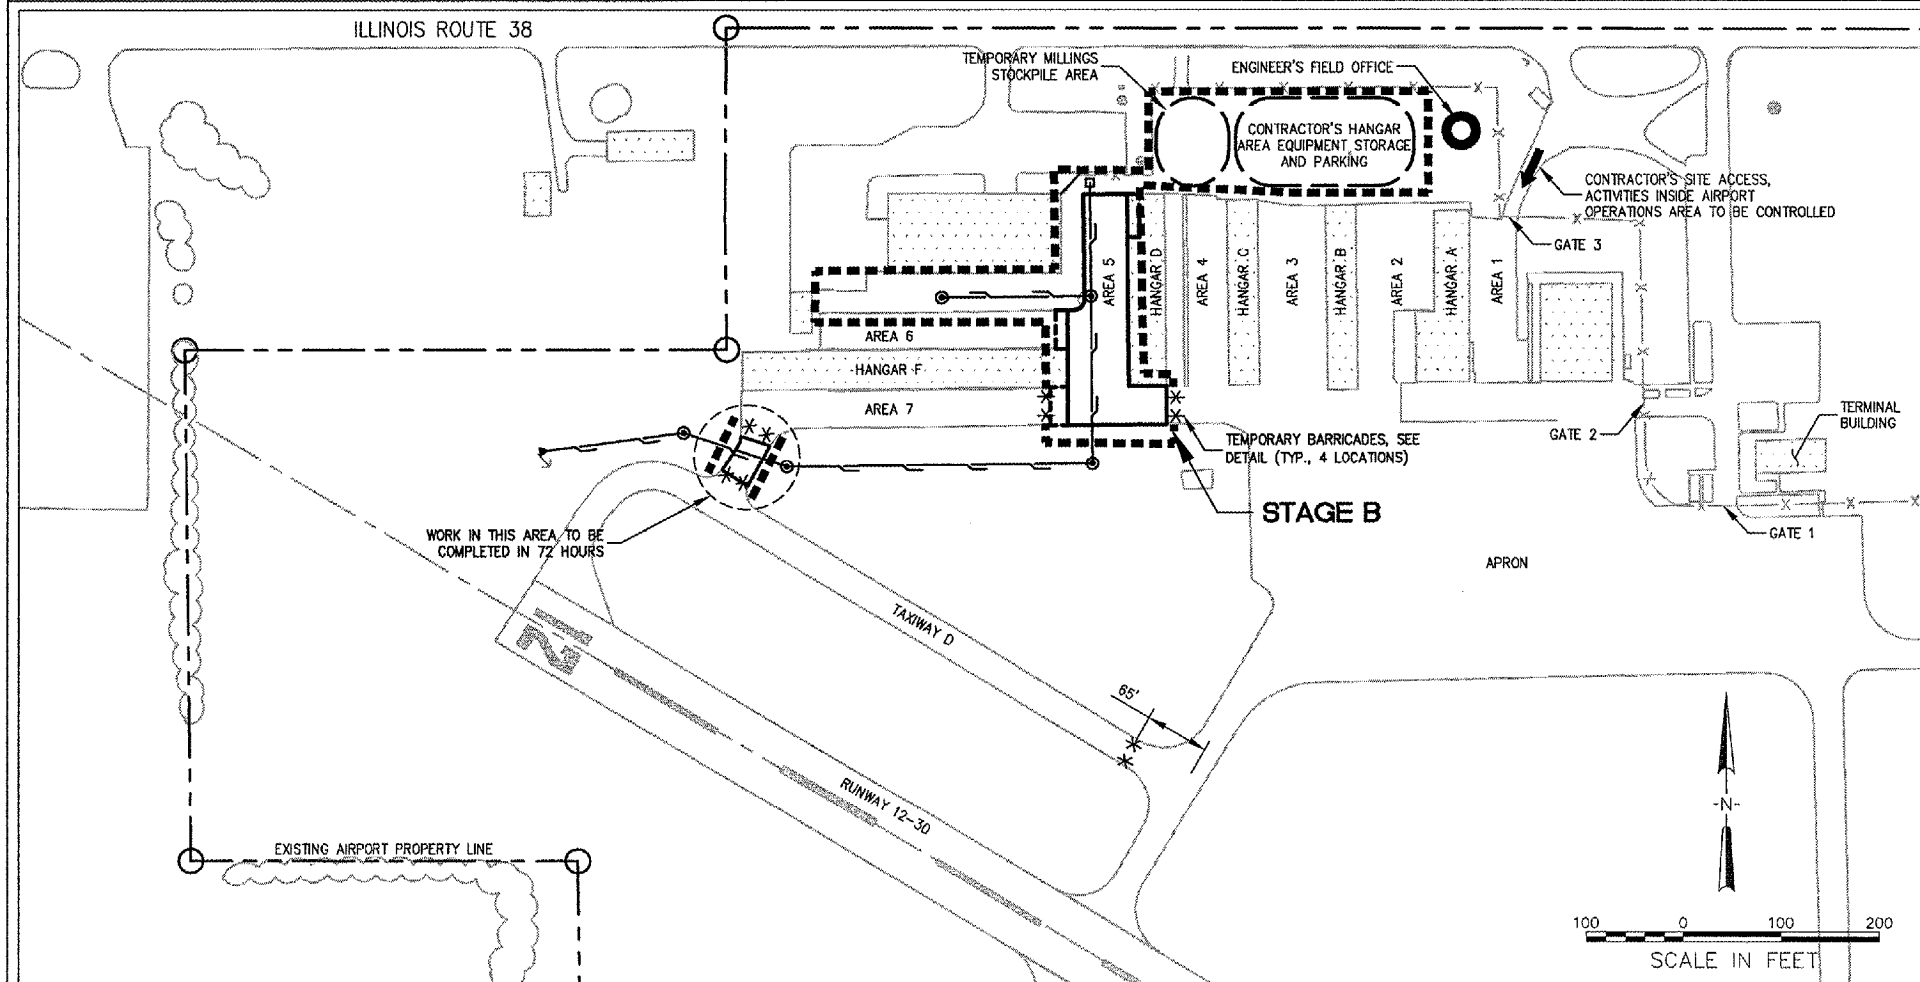 ILLINOIS ROUTE 38
TEMPORARY MILLINGS
STOCKPILE AREA
ENGINEER'S FIELD OFFICE
CONTRACTOR'S HANGAR
AREA EQUIPMENT STORAGE
AND PARKING
CONTRACTOR'S SITE ACCESS,
ACTIVITIES INSIDE AIRPORT
OPERATIONS AREA TO BE CONTROLLED
GATE 3
AREA 5
HANGAR D
AREA 4
HANGAR C
AREA 3
HANGAR B
AREA 2
HANGAR A
AREA 1
AREA 6
HANGAR F
AREA 7
TEMPORARY BARRICADES, SEE
DETAIL (TYP., 4 LOCATIONS)
GATE 2
TERMINAL
BUILDING
STAGE B
GATE 1
WORK IN THIS AREA TO BE
COMPLETED IN 72 HOURS
APRON
TAXIWAY D
12
65'
RUNWAY 12-30
-N-
EXISTING AIRPORT PROPERTY LINE
100 0 100 200
SCALE IN FEET